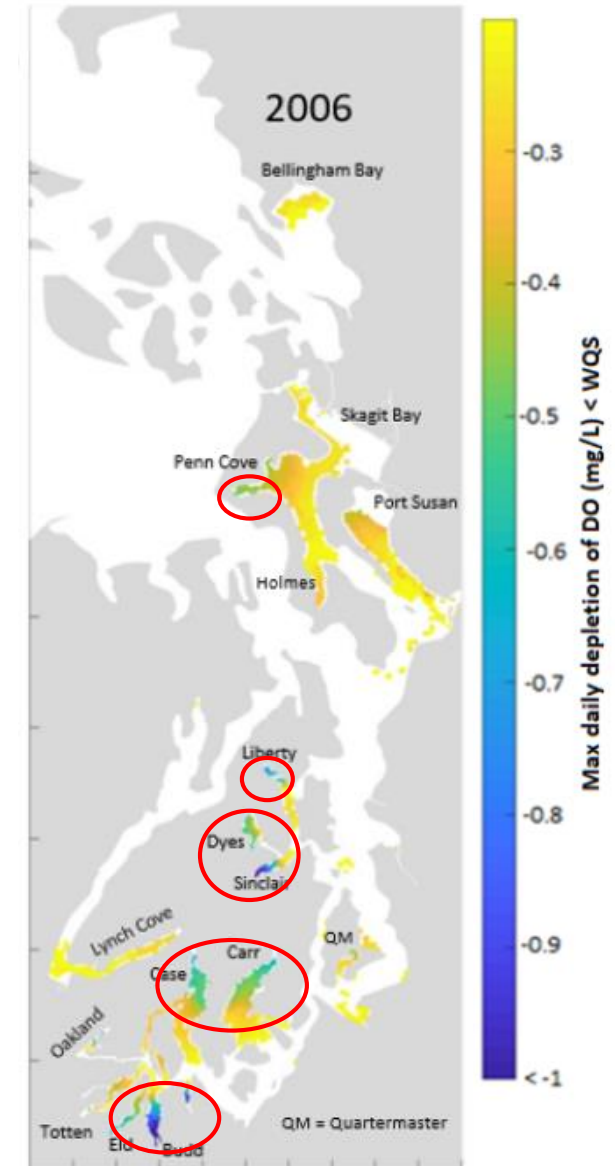 2006
Bellingham Bay
Skagit Bay
Penn Cove
Port Susan
Holmes
Liberty
Dyes
Sinclair
Lynch Cove
QM
Carr
Case
Oakland
QM = Quartermaster
Totten
Eld
Budd
-0.3
-0.4
-0.5
-0.6
-0.7
-0.8
-0.9
< -1
Max daily depletion of DO (mg/L) < WQS